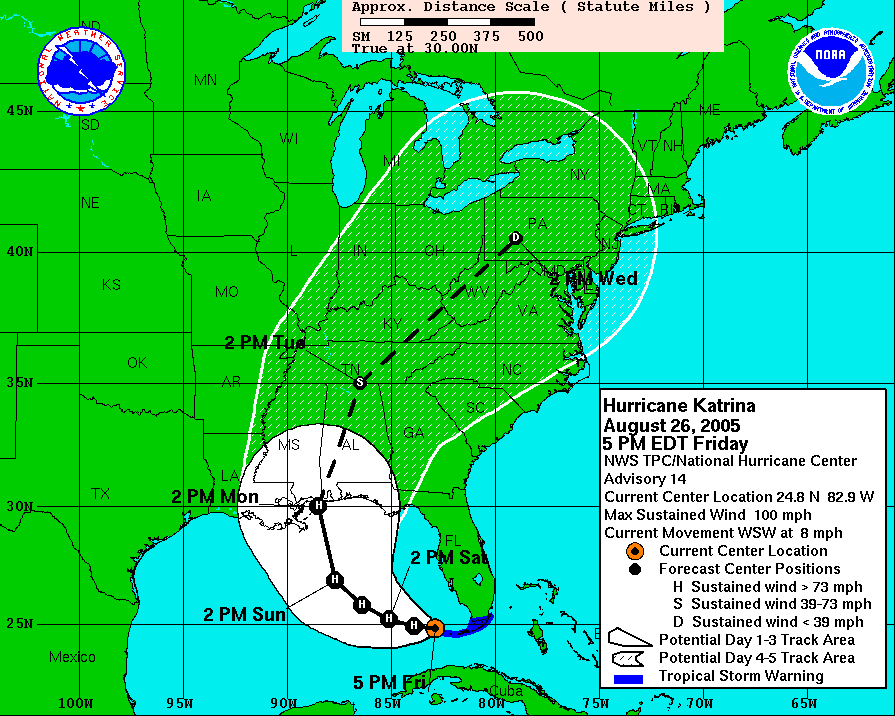 Approx. Distance Scale ( Statute Miles )
SM 125 250 375 500
True at 30.00N
NATIONAL WEATHER SERVICE
NOAA
ND
MN
45N
SD
WI
MI
ME
VT NH
NY
MA
CT RI
NE
IA
PA
NJ
40N
IN
OH
MD
2 PM Wed
KS
MO
WV
VA
KY
2 PM Tue
S
D
OK
TN
35N
AR
NC
SC
MS
AL
GA
LA
TX
2 PM Mon
30N
H
FL
2 PM Sat
H
H
H
H
2 PM Sun
25N
Mexico
5 PM Fri
Cuba
100W 95W 90W 85W 80W 75W 70W 65W
Hurricane Katrina
August 26, 2005
5 PM EDT Friday
NWS TPC/National Hurricane Center
Advisory 14
Current Center Location 24.8 N 82.9 W
Max Sustained Wind 100 mph
Current Movement WSW at 8 mph
Current Center Location
Forecast Center Positions
H Sustained wind > 73 mph
S Sustained wind 39-73 mph
D Sustained wind < 39 mph
Potential Day 1-3 Track Area
Potential Day 4-5 Track Area
Tropical Storm Warning